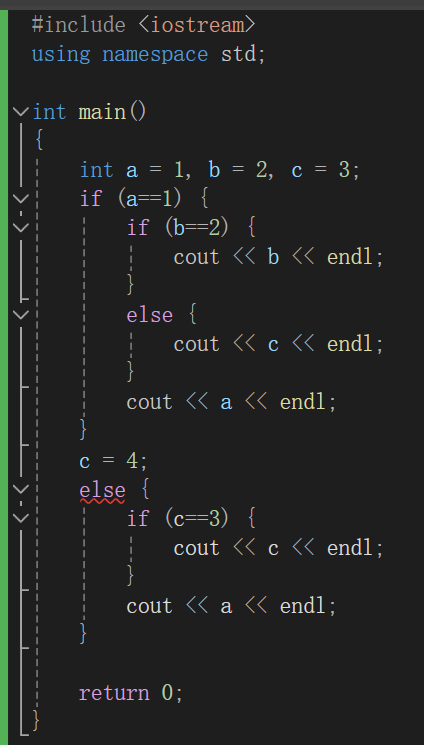 #include <iostream>
using namespace std;
int main()
{
int a = 1, b = 2, c = 3;
if (a==1) {
if (b==2) {
cout << b << endl;
}
else {
cout << c << endl;
}
cout << a << endl;
}
c = 4;
else {
if (c==3) {
cout << c << endl;
}
cout << a << endl;
}
return 0;
}